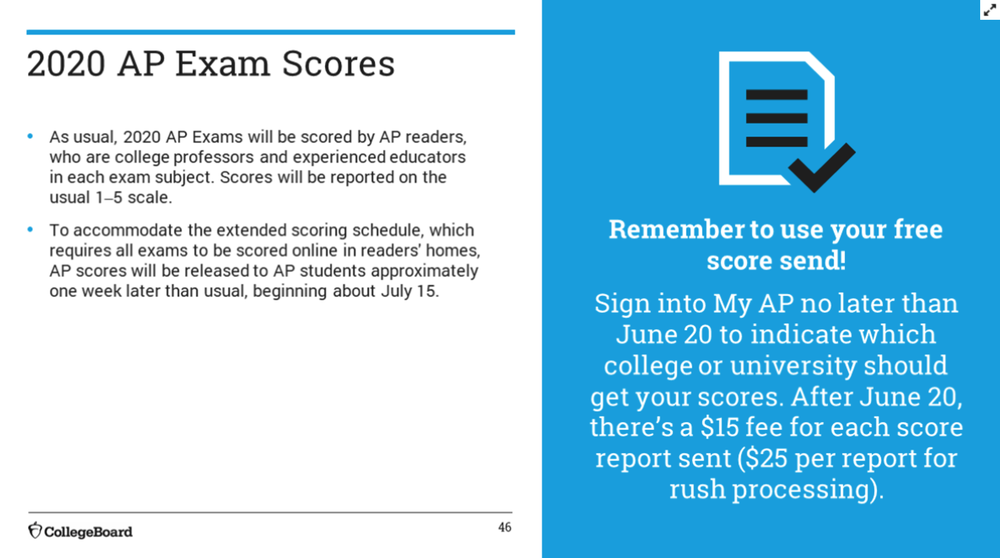 2020 AP Exam Scores
• As usual, 2020 AP Exams will be scored by AP readers,
who are college professors and experienced educators
in each exam subject. Scores will be reported on the
usual 1–5 scale.
• To accommodate the extended scoring schedule, which
requires all exams to be scored online in readers' homes,
AP scores will be released to AP students approximately
one week later than usual, beginning about July 15.
CollegeBoard
46
Remember to use your free
score send!
Sign into My AP no later than
June 20 to indicate which
college or university should
get your scores. After June 20,
there’s a $15 fee for each score
report sent ($25 per report for
rush processing).